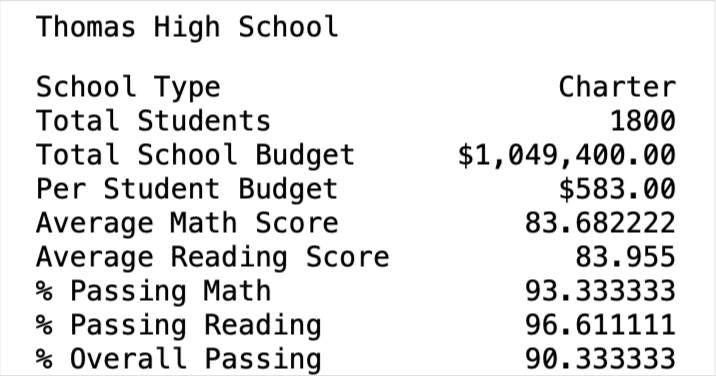 Thomas High School
School Type Charter
Total Students 1800
Total School Budget $1,049,400.00
Per Student Budget $583.00
Average Math Score 83.682222
Average Reading Score 83.955
% Passing Math 93.333333
% Passing Reading 96.611111
% Overall Passing 90.333333